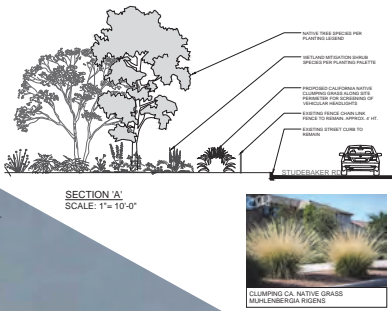 NATIVE TREE SPECIES PER
PLANTING LEGEND
WETLAND MITIGATION SHRUB
SPECIES PER PLANTING PALETTE
PROPOSED CALIFORNIA NATIVE
CLUMPING GRASS ALONG SITE
PERIMETER FOR SCREENING OF
VEHICULAR HEADLIGHTS
EXISTING FENCE CHAIN LINK
FENCE TO REMAIN. APPROX. 4' HT.
EXISTING STREET CURB TO
REMAIN
STUDEBAKER RD
SECTION 'A'
SCALE: 1"= 10'-0"
CLUMPING CA. NATIVE GRASS
MUHLENBERGIA RIGENS